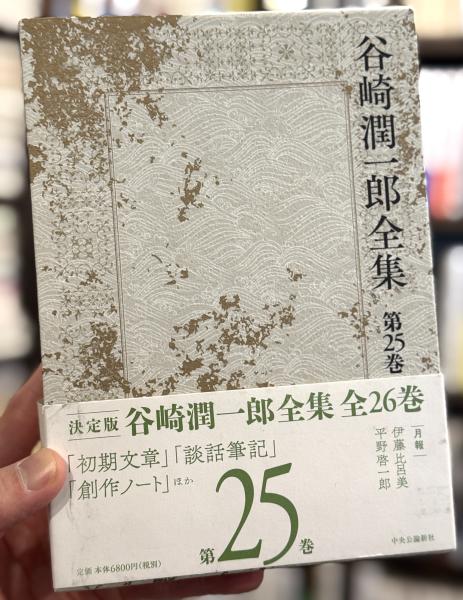 谷崎潤一郎全集 第25巻
決定版 谷崎潤一郎全集 全26巻
「初期文章」「談話筆記」
「創作ノート」ほか
第25巻
月報
伊藤比呂美
平野啓一郎
定価 本体6800円(税別)
中央公論新社